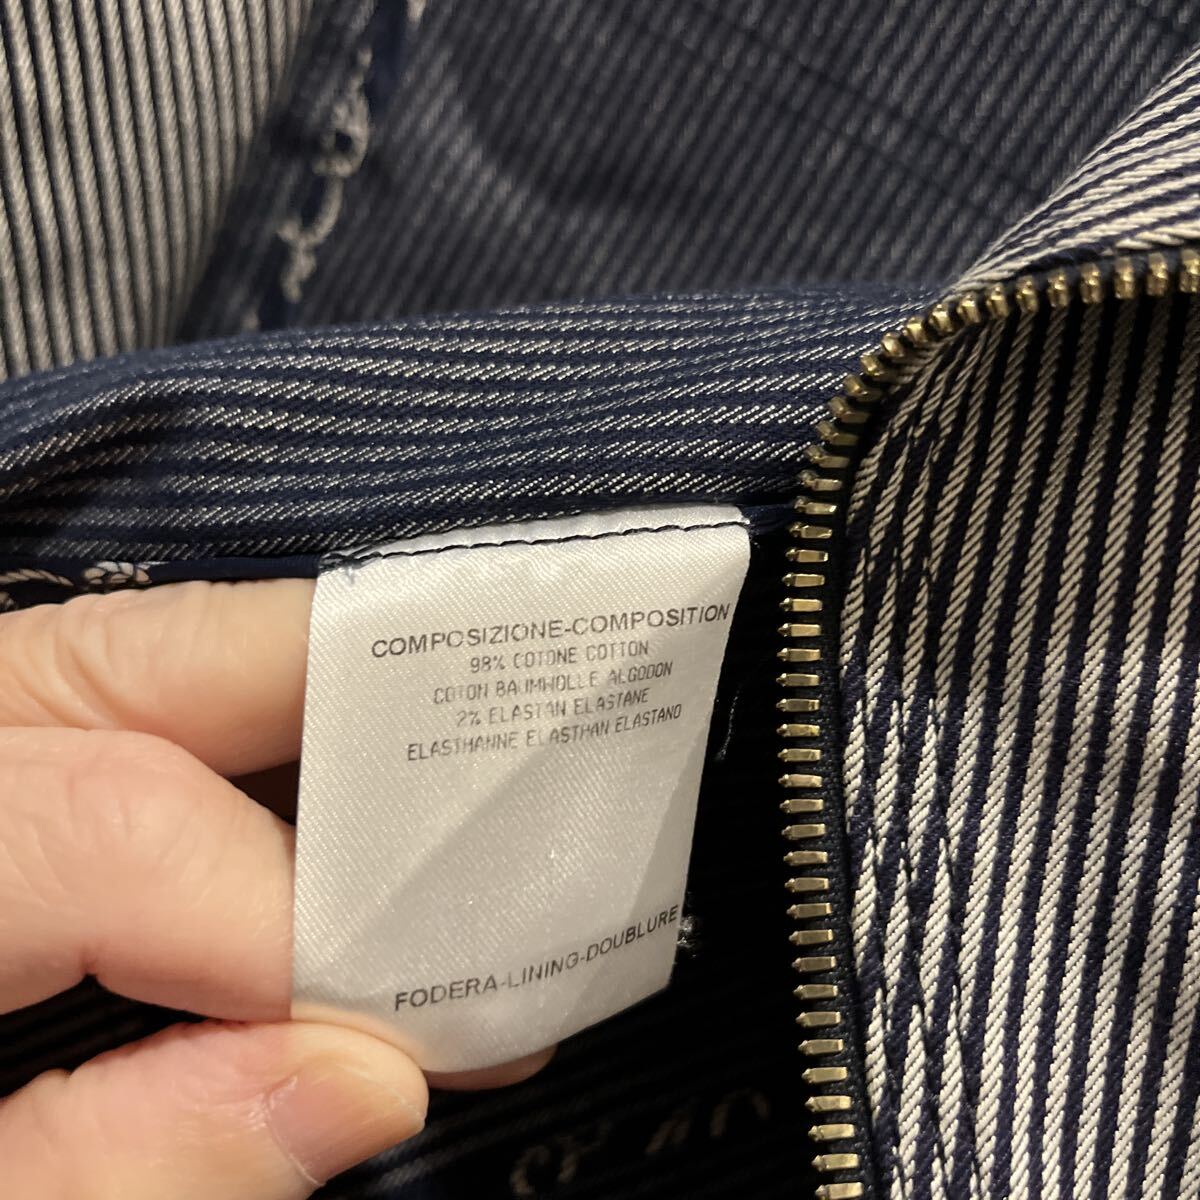 COMPOSIZIONE-COMPOSITION
98% COTONE COTTON
COTON BAUMWOLLE ALGODON
2% ELASTAN ELASTANE
ELASTHANNE ELASTHAN ELASTANO
FODERA-LINING-DOUBLURE